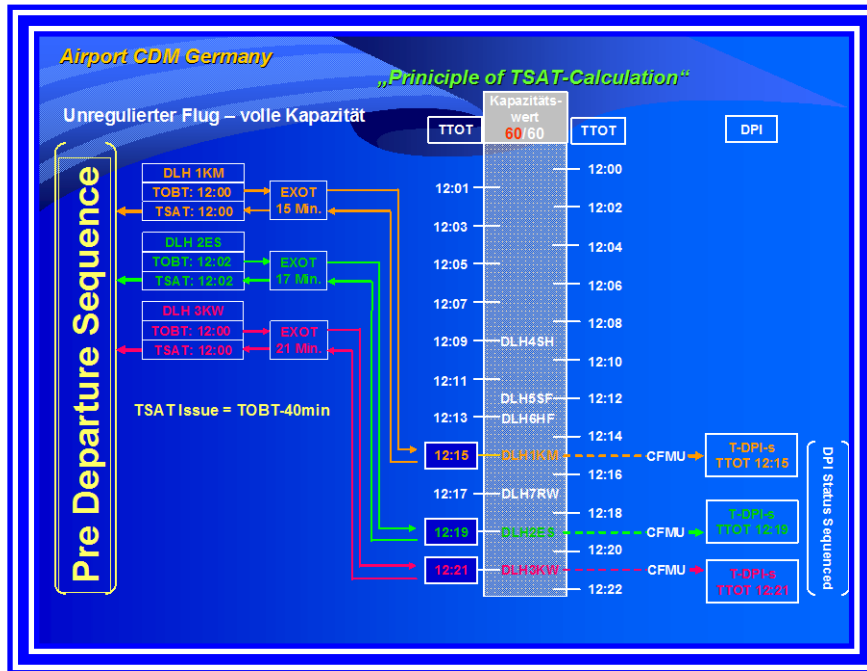 Airport CDM Germany
„Priniciple of TSAT-Calculation“
Unregulierter Flug – volle Kapazität
Kapazitäts-
wert
60/60
TTOT
TTOT
DPI
Pre Departure Sequence
DLH 1KM
TOBT: 12:00
TSAT: 12:00
EXOT
15 Min.
DLH 2ES
TOBT: 12:02
TSAT: 12:02
EXOT
17 Min.
DLH 3KW
TOBT: 12:00
TSAT: 12:00
EXOT
21 Min.
TSAT Issue = TOBT-40min
12:01
12:03
12:05
12:07
12:09
12:11
12:13
12:15
12:17
12:19
12:21
DLH4SH
DLH5SF
DLH6HF
DLH1KM
DLH7RW
DLH2ES
DLH3KW
12:00
12:02
12:04
12:06
12:08
12:10
12:12
12:14
12:16
12:18
12:20
12:22
CFMU
CFMU
CFMU
T-DPI-s
TTOT 12:15
T-DPI-s
TTOT 12:19
T-DPI-s
TTOT 12:21
DPI Status Sequenced